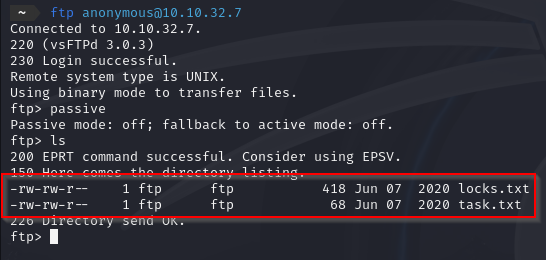 ~ ftp anonymous@10.10.32.7
Connected to 10.10.32.7.
220 (vsFTPd 3.0.3)
230 Login successful.
Remote system type is UNIX.
Using binary mode to transfer files.
ftp> passive
Passive mode: off; fallback to active mode: off.
ftp> ls
200 EPRT command successful. Consider using EPSV.
150 Here comes the directory listing.
-rw-rw-r-- 1 ftp ftp 418 Jun 07 2020 locks.txt
-rw-rw-r-- 1 ftp ftp 68 Jun 07 2020 task.txt
226 Directory send OK.
ftp>